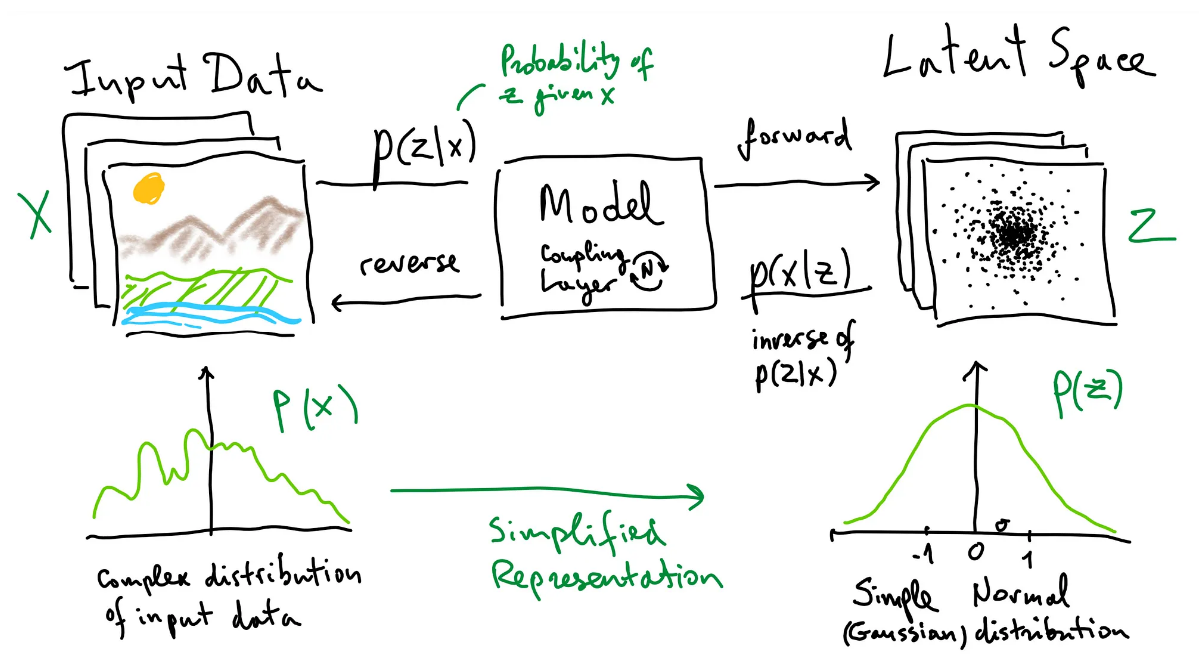 Input Data
Probability of
z given x
Latent Space
p(z|x)
forward
X
Model
Coupling
Layer N
Z
reverse
p(x|z)
inverse of
p(z|x)
P(x)
P(z)
Simplified
Representation
σ
-1 0 1
Complex distribution
of input data
Simple Normal
(Gaussian) distribution